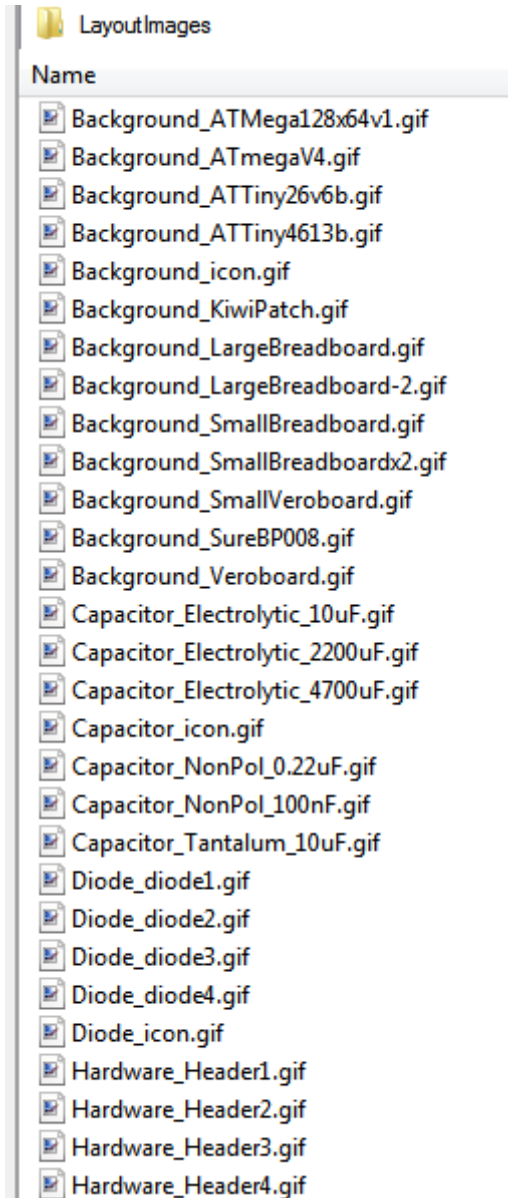 LayoutImages
Name
Background_ATMega128x64v1.gif
Background_ATmegaV4.gif
Background_ATTiny26v6b.gif
Background_ATTiny4613b.gif
Background_icon.gif
Background_KiwiPatch.gif
Background_LargeBreadboard.gif
Background_LargeBreadboard-2.gif
Background_SmallBreadboard.gif
Background_SmallBreadboardx2.gif
Background_SmallVeroboard.gif
Background_SureBP008.gif
Background_Veroboard.gif
Capacitor_Electrolytic_10uF.gif
Capacitor_Electrolytic_2200uF.gif
Capacitor_Electrolytic_4700uF.gif
Capacitor_icon.gif
Capacitor_NonPol_0.22uF.gif
Capacitor_NonPol_100nF.gif
Capacitor_Tantalum_10uF.gif
Diode_diode1.gif
Diode_diode2.gif
Diode_diode3.gif
Diode_diode4.gif
Diode_icon.gif
Hardware_Header1.gif
Hardware_Header2.gif
Hardware_Header3.gif
Hardware_Header4.gif